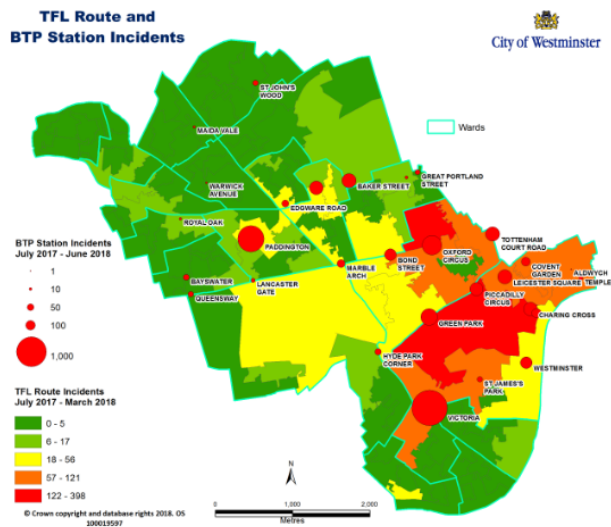 TFL Route and
BTP Station Incidents
City of Westminster
Wards
ST JOHN'S
WOOD
MAIDA VALE
WARWICK
AVENUE
GREAT PORTLAND
STREET
BAKER STREET
EDGWARE ROAD
ROYAL OAK
PADDINGTON
TOTTENHAM
COURT ROAD
OXFORD
CIRCUS
BOND
STREET
MARBLE
ARCH
COVENT
GARDEN
ALDWYCH
LEICESTER SQUARE
TEMPLE
BAYSWATER
LANCASTER
GATE
QUEENSWAY
PICCADILLY
CIRCUS
CHARING CROSS
GREEN PARK
HYDE PARK
CORNER
WESTMINSTER
ST JAMES'S
PARK
VICTORIA
BTP Station Incidents
July 2017 - June 2018
1
10
50
100
1,000
TFL Route Incidents
July 2017 - March 2018
0 - 5
6 - 17
18 - 56
57 - 121
122 - 398
N
0
1,000
2,000
Metres
© Crown copyright and database rights 2018. OS
100019597